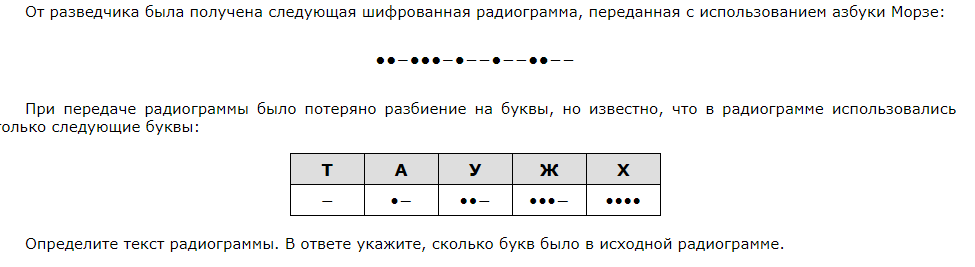 От разведчика была получена следующая шифрованная радиограмма, переданная с использованием азбуки Морзе:
●●–●●●–●––●––●●––
При передаче радиограммы было потеряно разбиение на буквы, но известно, что в радиограмме использовались
только следующие буквы:
Т А У Ж Х
– ●– ●●– ●●●– ●●●●
Определите текст радиограммы. В ответе укажите, сколько букв было в исходной радиограмме.